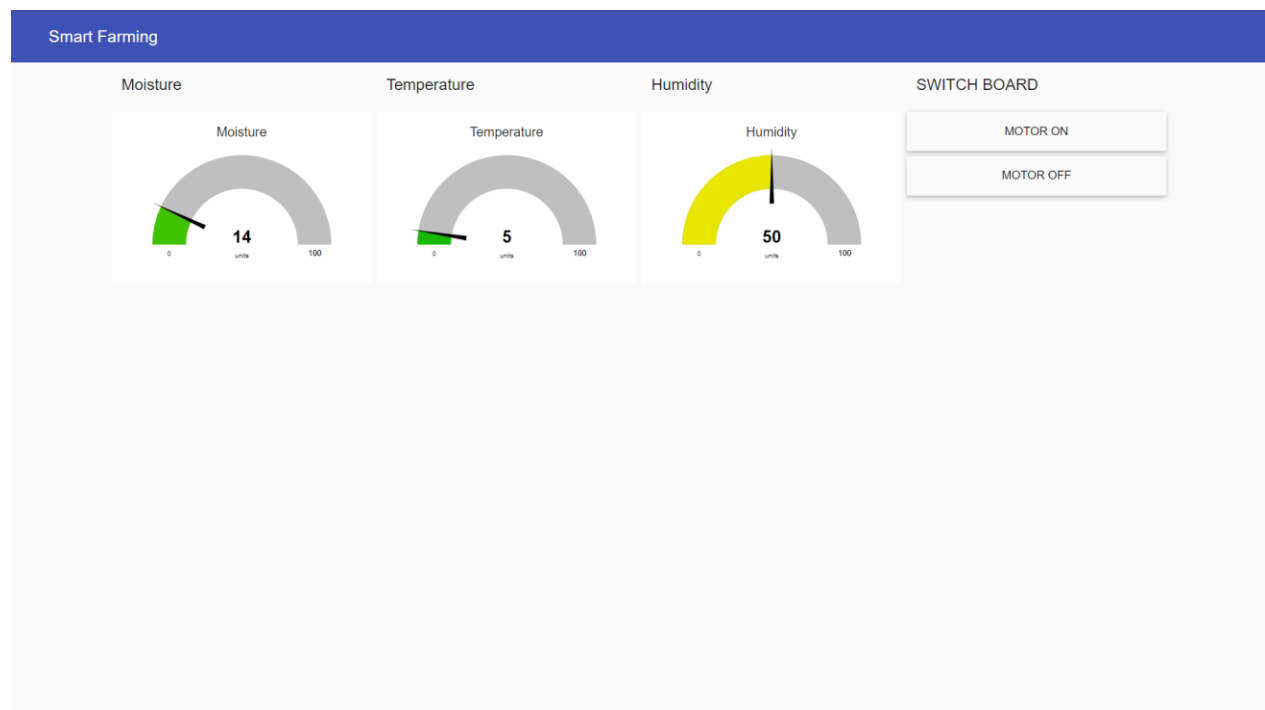 Smart Farming
Moisture
Temperature
Humidity
SWITCH BOARD
Moisture
14
units
0
100
Temperature
5
units
0
100
Humidity
50
units
0
100
MOTOR ON
MOTOR OFF